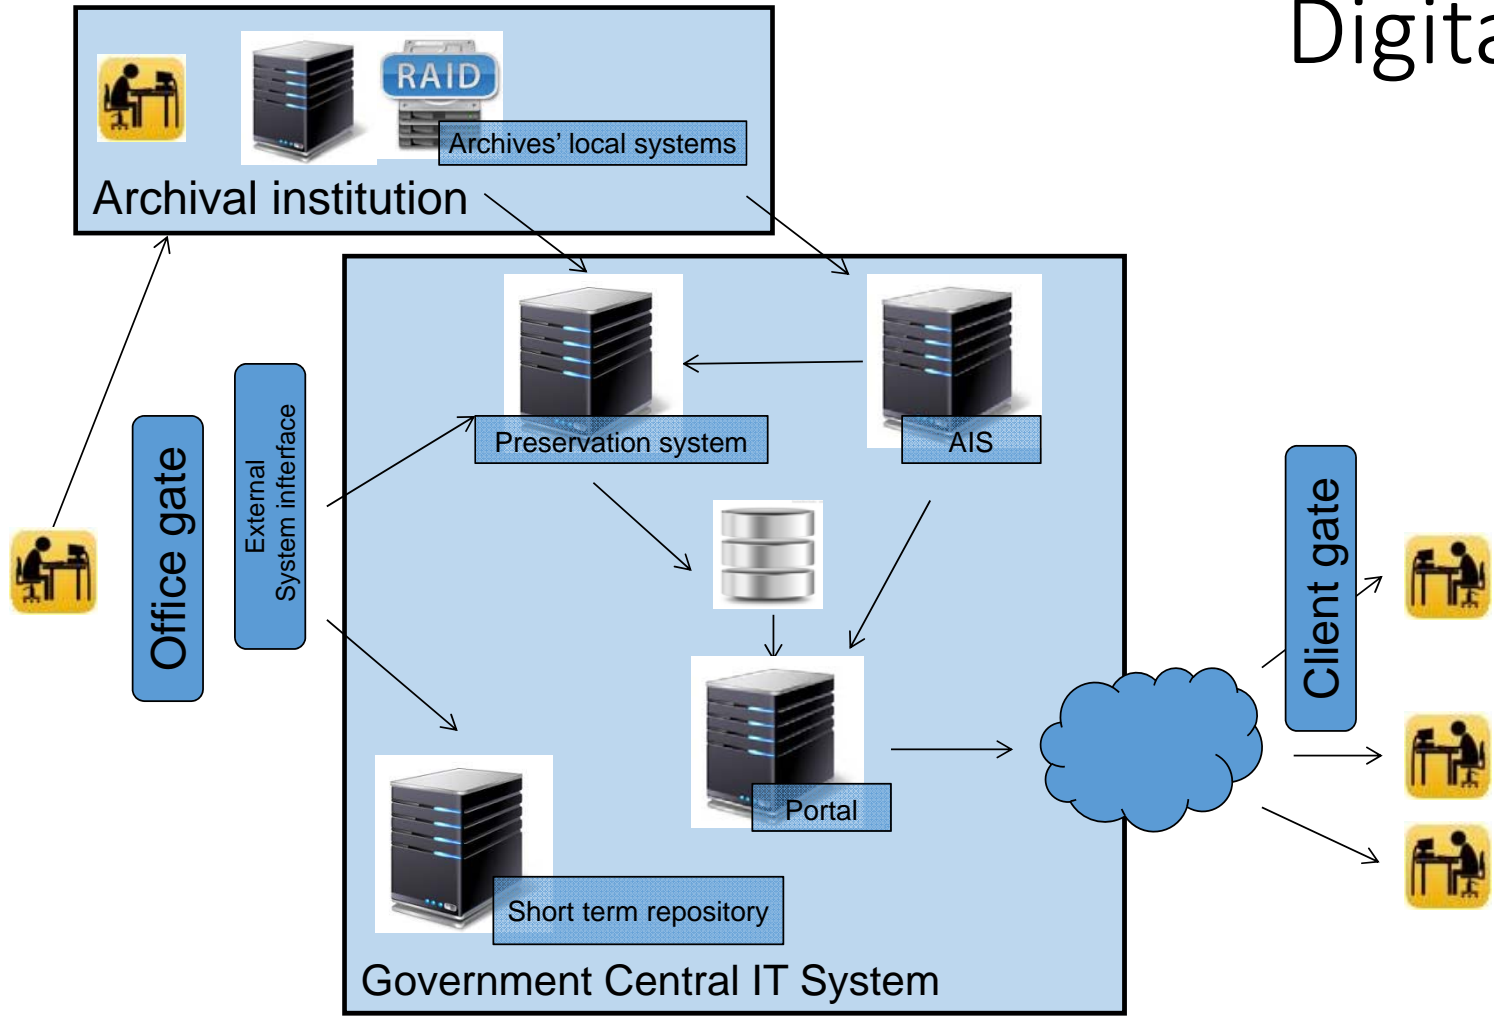 Digita
RAID
Archives’ local systems
Archival institution
Office gate
External
System infterface
Preservation system
AIS
Client gate
Portal
Short term repository
Government Central IT System